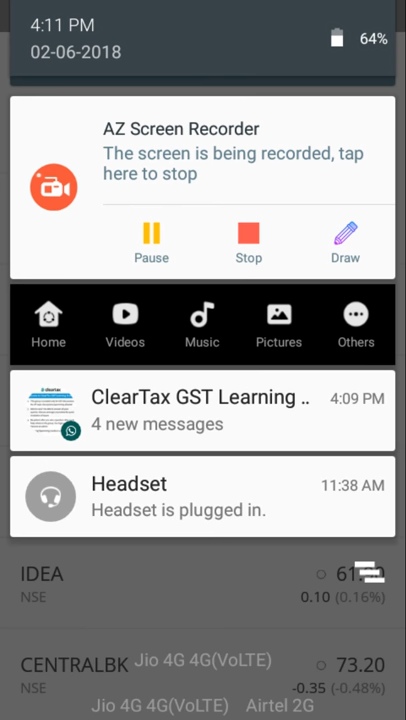 4:11 PM
64%
02-06-2018
AZ Screen Recorder
The screen is being recorded, tap
here to stop
Pause Stop Draw
Home Videos Music Pictures Others
ClearTax GST Learning .. 4:09 PM
4 new messages
Headset 11:38 AM
Headset is plugged in.
IDEA
NSE 0.10 (0.16%)
CENTRALBK 73.20
Jio 4G 4G(VoLTE)
NSE -0.35 (-0.48%)
Jio 4G 4G(VoLTE) Airtel 2G